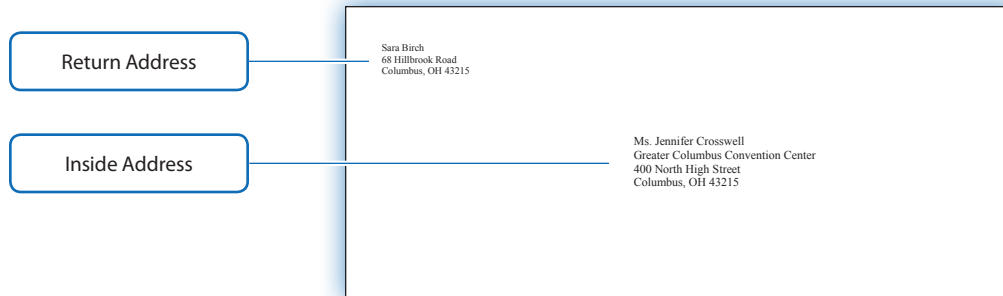 Return Address
Sara Birch
68 Hillbrook Road
Columbus, OH 43215
Inside Address
Ms. Jennifer Crosswell
Greater Columbus Convention Center
400 North High Street
Columbus, OH 43215